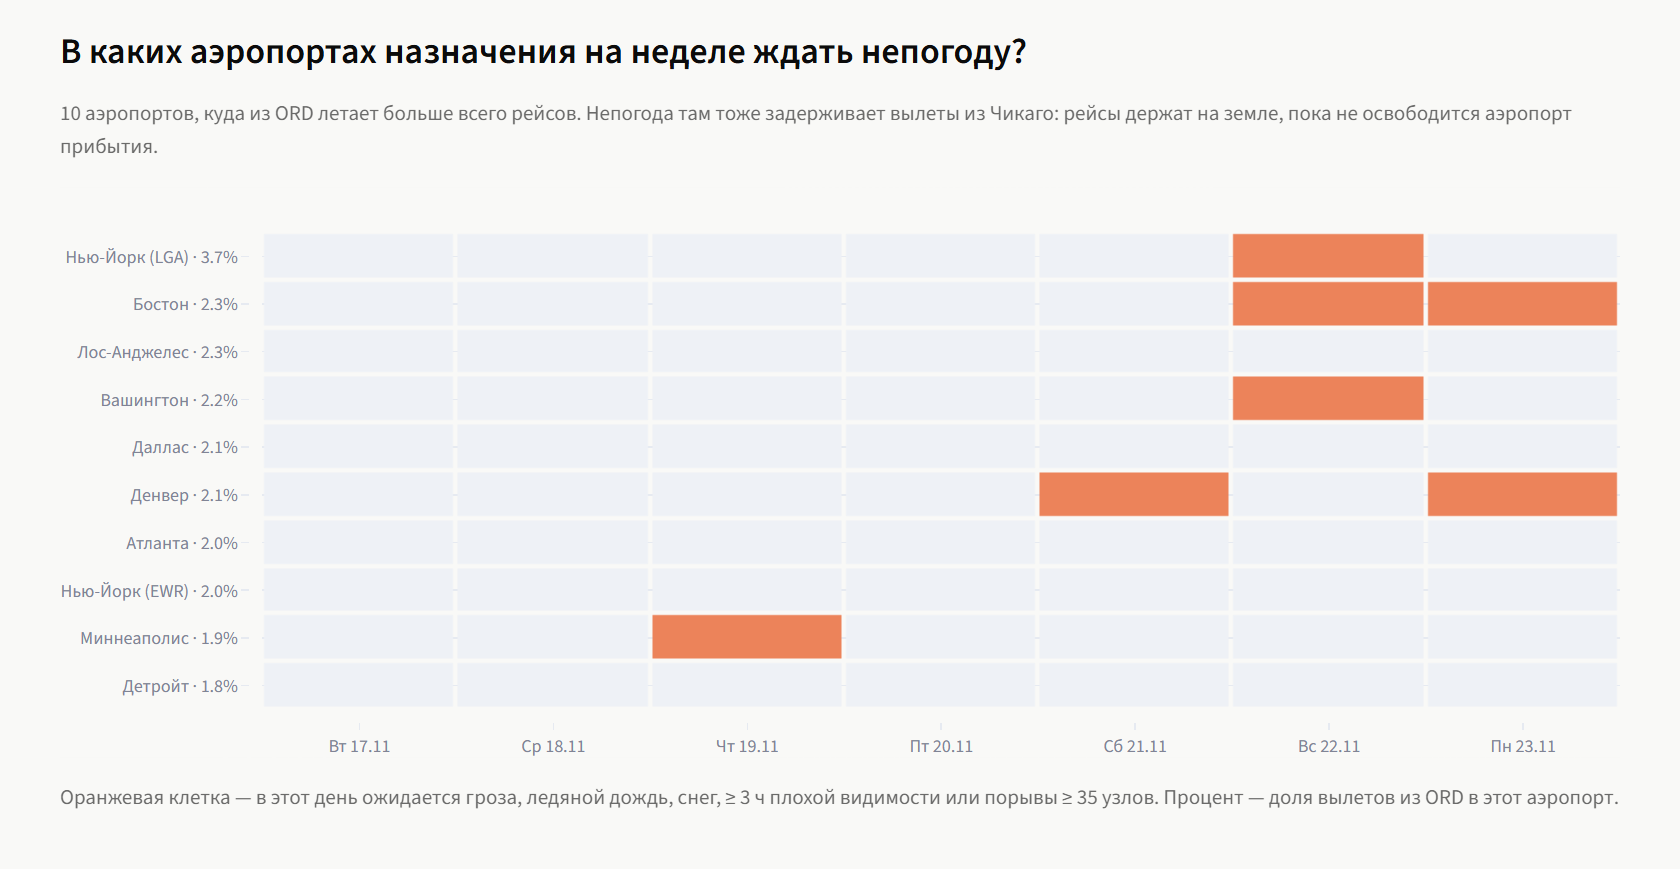 В каких аэропортах назначения на неделе ждать непогоду?
10 аэропортов, куда из ORD летает больше всего рейсов. Непогода там тоже задерживает вылеты из Чикаго: рейсы держат на земле, пока не освободится аэропорт
прибытия.
Нью-Йорк (LGA) · 3.7%
Бостон · 2.3%
Лос-Анджелес · 2.3%
Вашингтон · 2.2%
Даллас · 2.1%
Денвер · 2.1%
Атланта · 2.0%
Нью-Йорк (EWR) · 2.0%
Миннеаполис · 1.9%
Детройт · 1.8%
Вт 17.11 Ср 18.11 Чт 19.11 Пт 20.11 Сб 21.11 Вс 22.11 Пн 23.11
Оранжевая клетка — в этот день ожидается гроза, ледяной дождь, снег, ≥ 3 ч плохой видимости или порывы ≥ 35 узлов. Процент — доля вылетов из ORD в этот аэропорт.